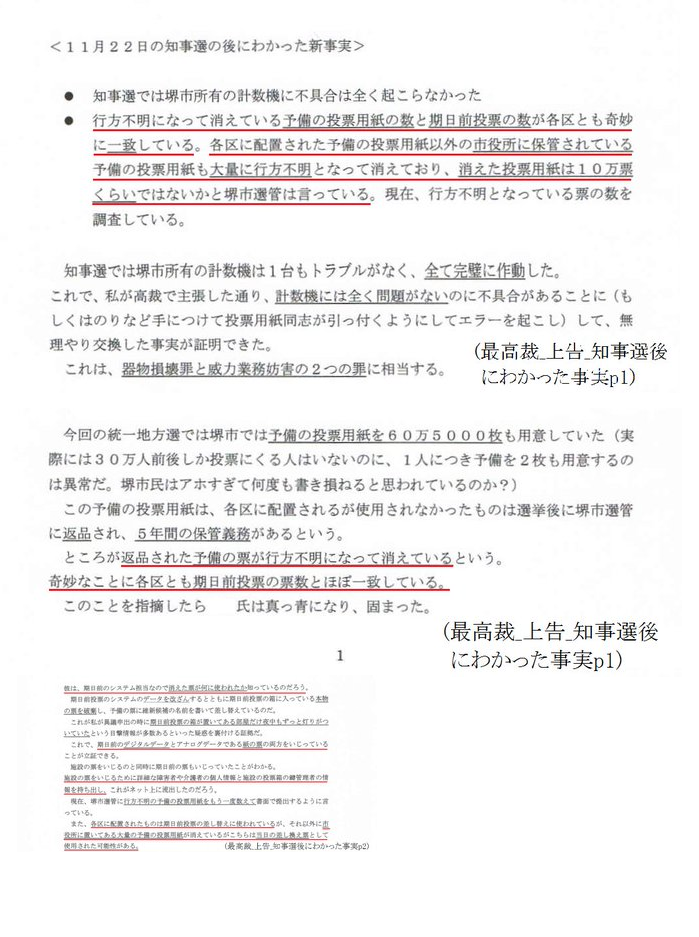 ＜１１月２２日の知事選の後にわかった新事実＞
● 知事選では堺市所有の計数機に不具合は全く起こらなかった
● 行方不明になって消えている予備の投票用紙の数と期日前投票の数が各区とも奇妙
に一致している。各区に配置された予備の投票用紙以外の市役所に保管されている
予備の投票用紙も大量に行方不明となって消えており、消えた投票用紙は１０万票
くらいではないかと堺市選管は言っている。現在、行方不明となっている票の数を
調査している。
知事選では堺市所有の計数機は１台もトラブルがなく、全て完璧に作動した。
これで、私が高裁で主張した通り、計数機には全く問題がないのに不具合があることに（も
しくはのりなど手につけて投票用紙同志が引っ付くようにしてエラーを起こし）して、無
理やり交換した事実が証明できた。
(最高裁_上告_知事選後
にわかった事実p1)
これは、器物損壊罪と威力業務妨害の２つの罪に相当する。
今回の統一地方選では堺市では予備の投票用紙を６０万５０００枚も用意していた（実
際には３０万人前後しか投票にくる人はいないのに、１人につき予備を２枚も用意するの
は異常だ。堺市民はアホすぎて何度も書き損ねると思われているのか？）
この予備の投票用紙は、各区に配置されるが使用されなかったものは選挙後に堺市選管
に返品され、５年間の保管義務があるという。
ところが返品された予備の票が行方不明になって消えているという。
奇妙なことに各区とも期日前投票の票数とほぼ一致している。
このことを指摘したら 氏は真っ青になり、固まった。
(最高裁_上告_知事選後
にわかった事実p1)
1
彼は、期日前のシステム担当なので消えた票が何に使われたか知っているのだろう。
期日前投票のシステムのデータを改ざんするとともに期日前投票の箱に入っている本物
の票を破棄し、予備の票に維新候補の名前を書いて差し替えているのだ。
これが私が異議申出の時に期日前投票の箱が置いてある部屋だけ夜中もずっと灯りがつ
いていたという目撃情報が多数あるといった疑惑を裏付ける証拠だ。
これで、期日前のデジタルデータとアナログデータである紙の票の両方をいじっている
ことが立証できる。
施設の票をいじるのと同時に期日前の票もいじっていたことがわかる。
施設の票をいじるために詳細な障害者や介護者の個人情報と施設の投票箱の鍵管理者の情
報を持ち出し、これがネット上に流出したのだろう。
現在、堺市選管に行方不明の予備の投票用紙をもう一度数えて書面で提出するように言
っている。
また、各区に配置されたものは期日前投票の差し替えに使われているが、それ以外に市
役所に置いてある大量の予備の投票用紙が消えているがこちらは当日の差し換え票として
使用された可能性がある。
(最高裁_上告_知事選後にわかった事実p2)